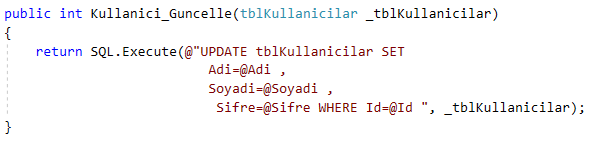 public int Kullanici_Guncelle(tblKullanicilar _tblKullanicilar)
{
return SQL.Execute(@"UPDATE tblKullanicilar SET
Adi=@Adi ,
Soyadi=@Soyadi ,
Sifre=@Sifre WHERE Id=@Id ", _tblKullanicilar);
}